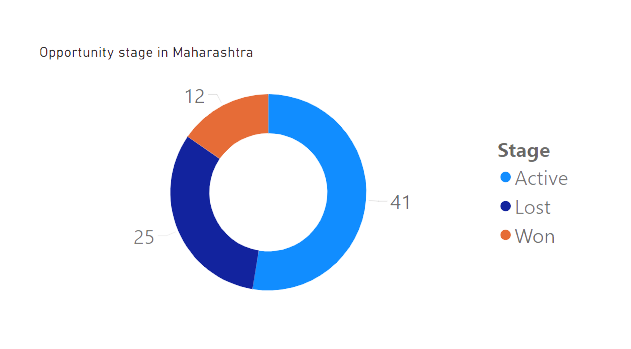 Opportunity stage in Maharashtra
12
41
25
Stage
Active
Lost
Won